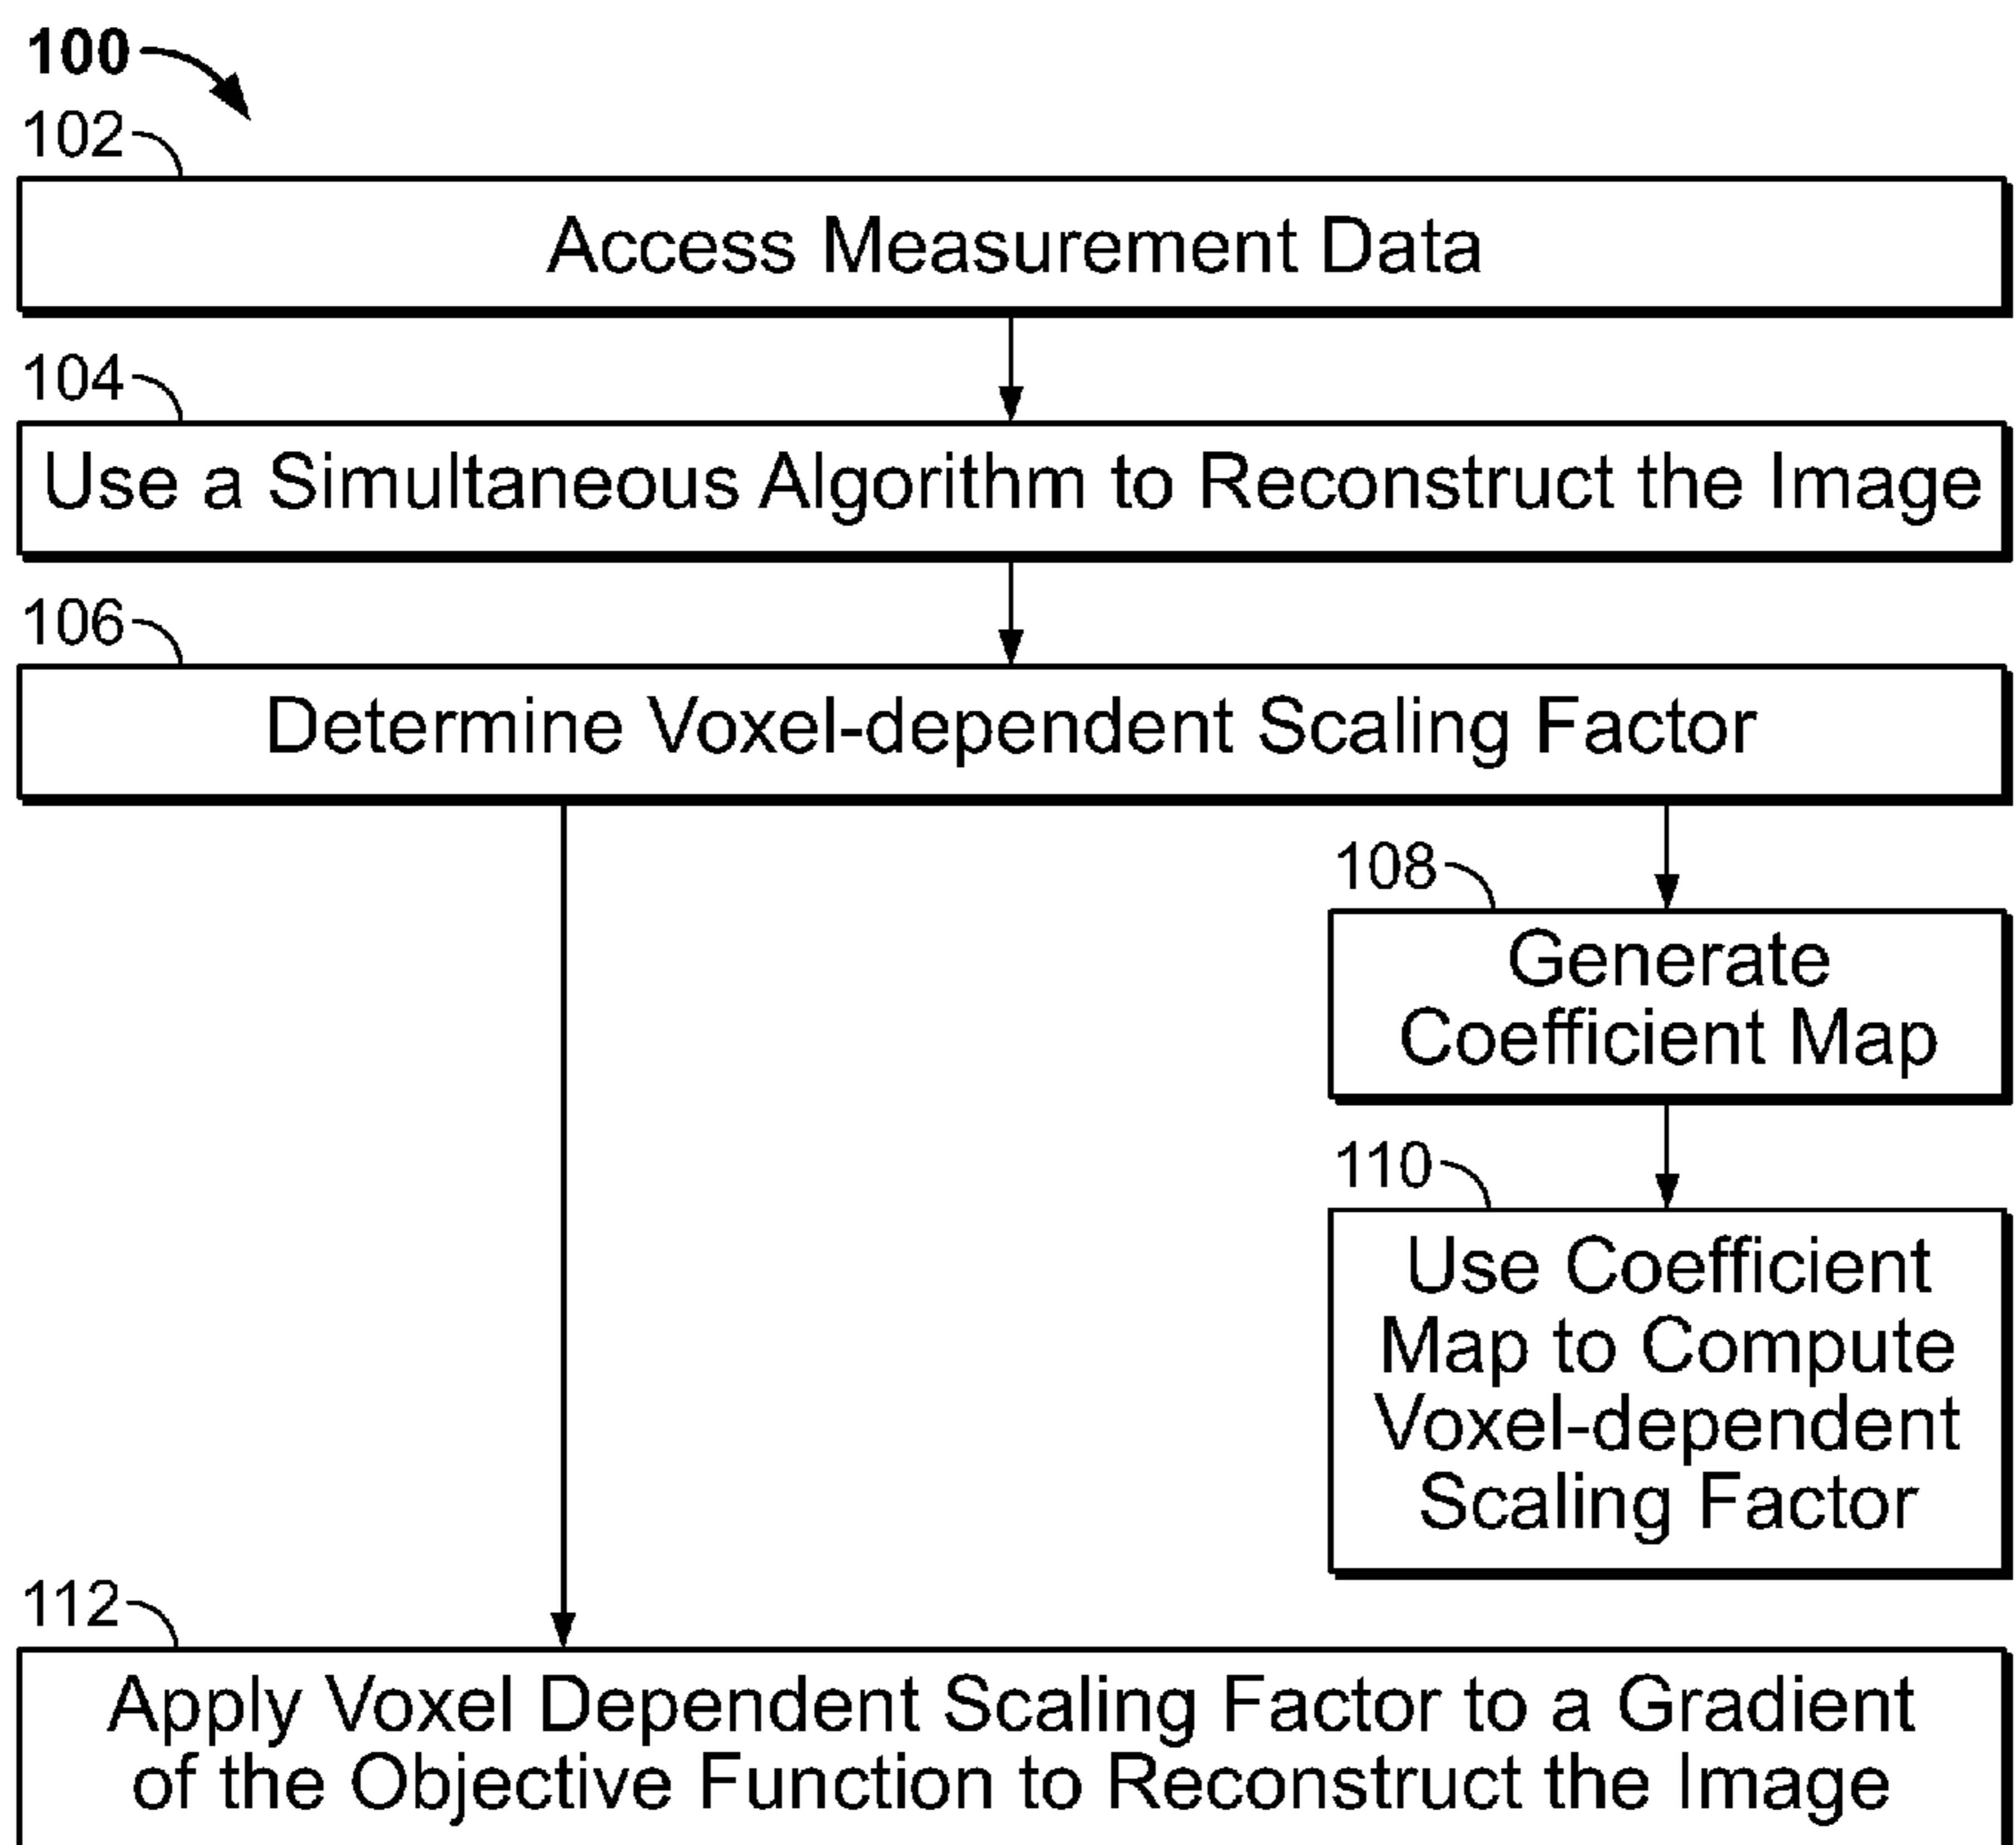 100
102
Access Measurement Data
104
Use a Simultaneous Algorithm to Reconstruct the Image
106
Determine Voxel-dependent Scaling Factor
108
Generate
Coefficient Map
110
Use Coefficient
Map to Compute
Voxel-dependent
Scaling Factor
112
Apply Voxel Dependent Scaling Factor to a Gradient
of the Objective Function to Reconstruct the Image